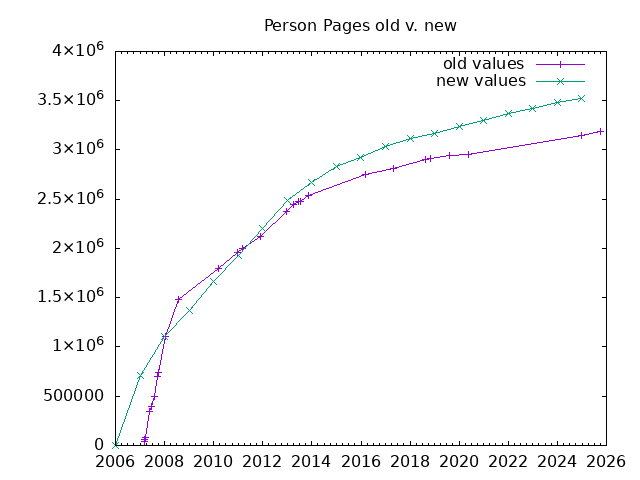 Person Pages old v. new
4×10⁶
3.5×10⁶
3×10⁶
2.5×10⁶
2×10⁶
1.5×10⁶
1×10⁶
500000
0
old values
new values
2006 2008 2010 2012 2014 2016 2018 2020 2022 2024 2026